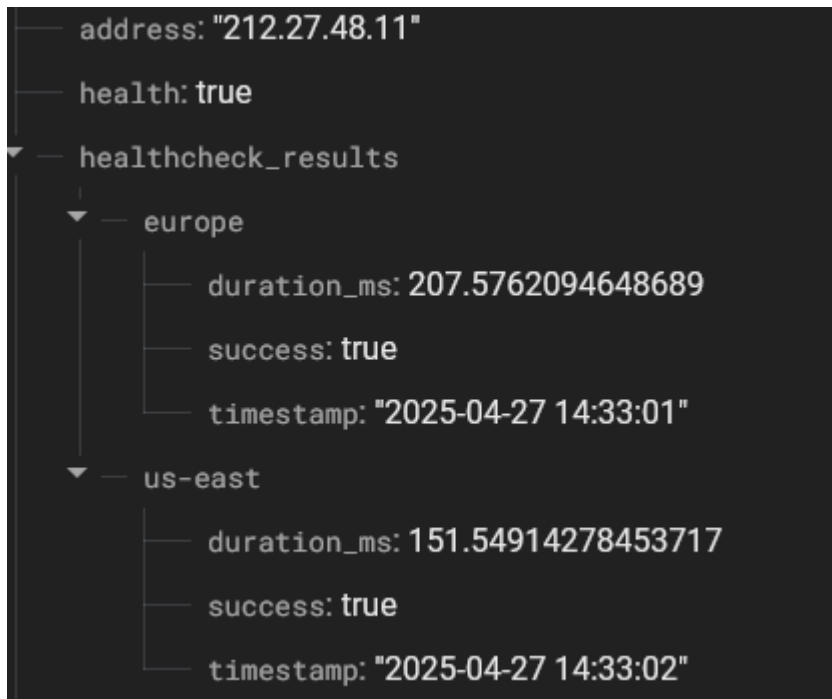 address: "212.27.48.11"
health: true
healthcheck_results
europe
duration_ms: 207.5762094648689
success: true
timestamp: "2025-04-27 14:33:01"
us-east
duration_ms: 151.54914278453717
success: true
timestamp: "2025-04-27 14:33:02"